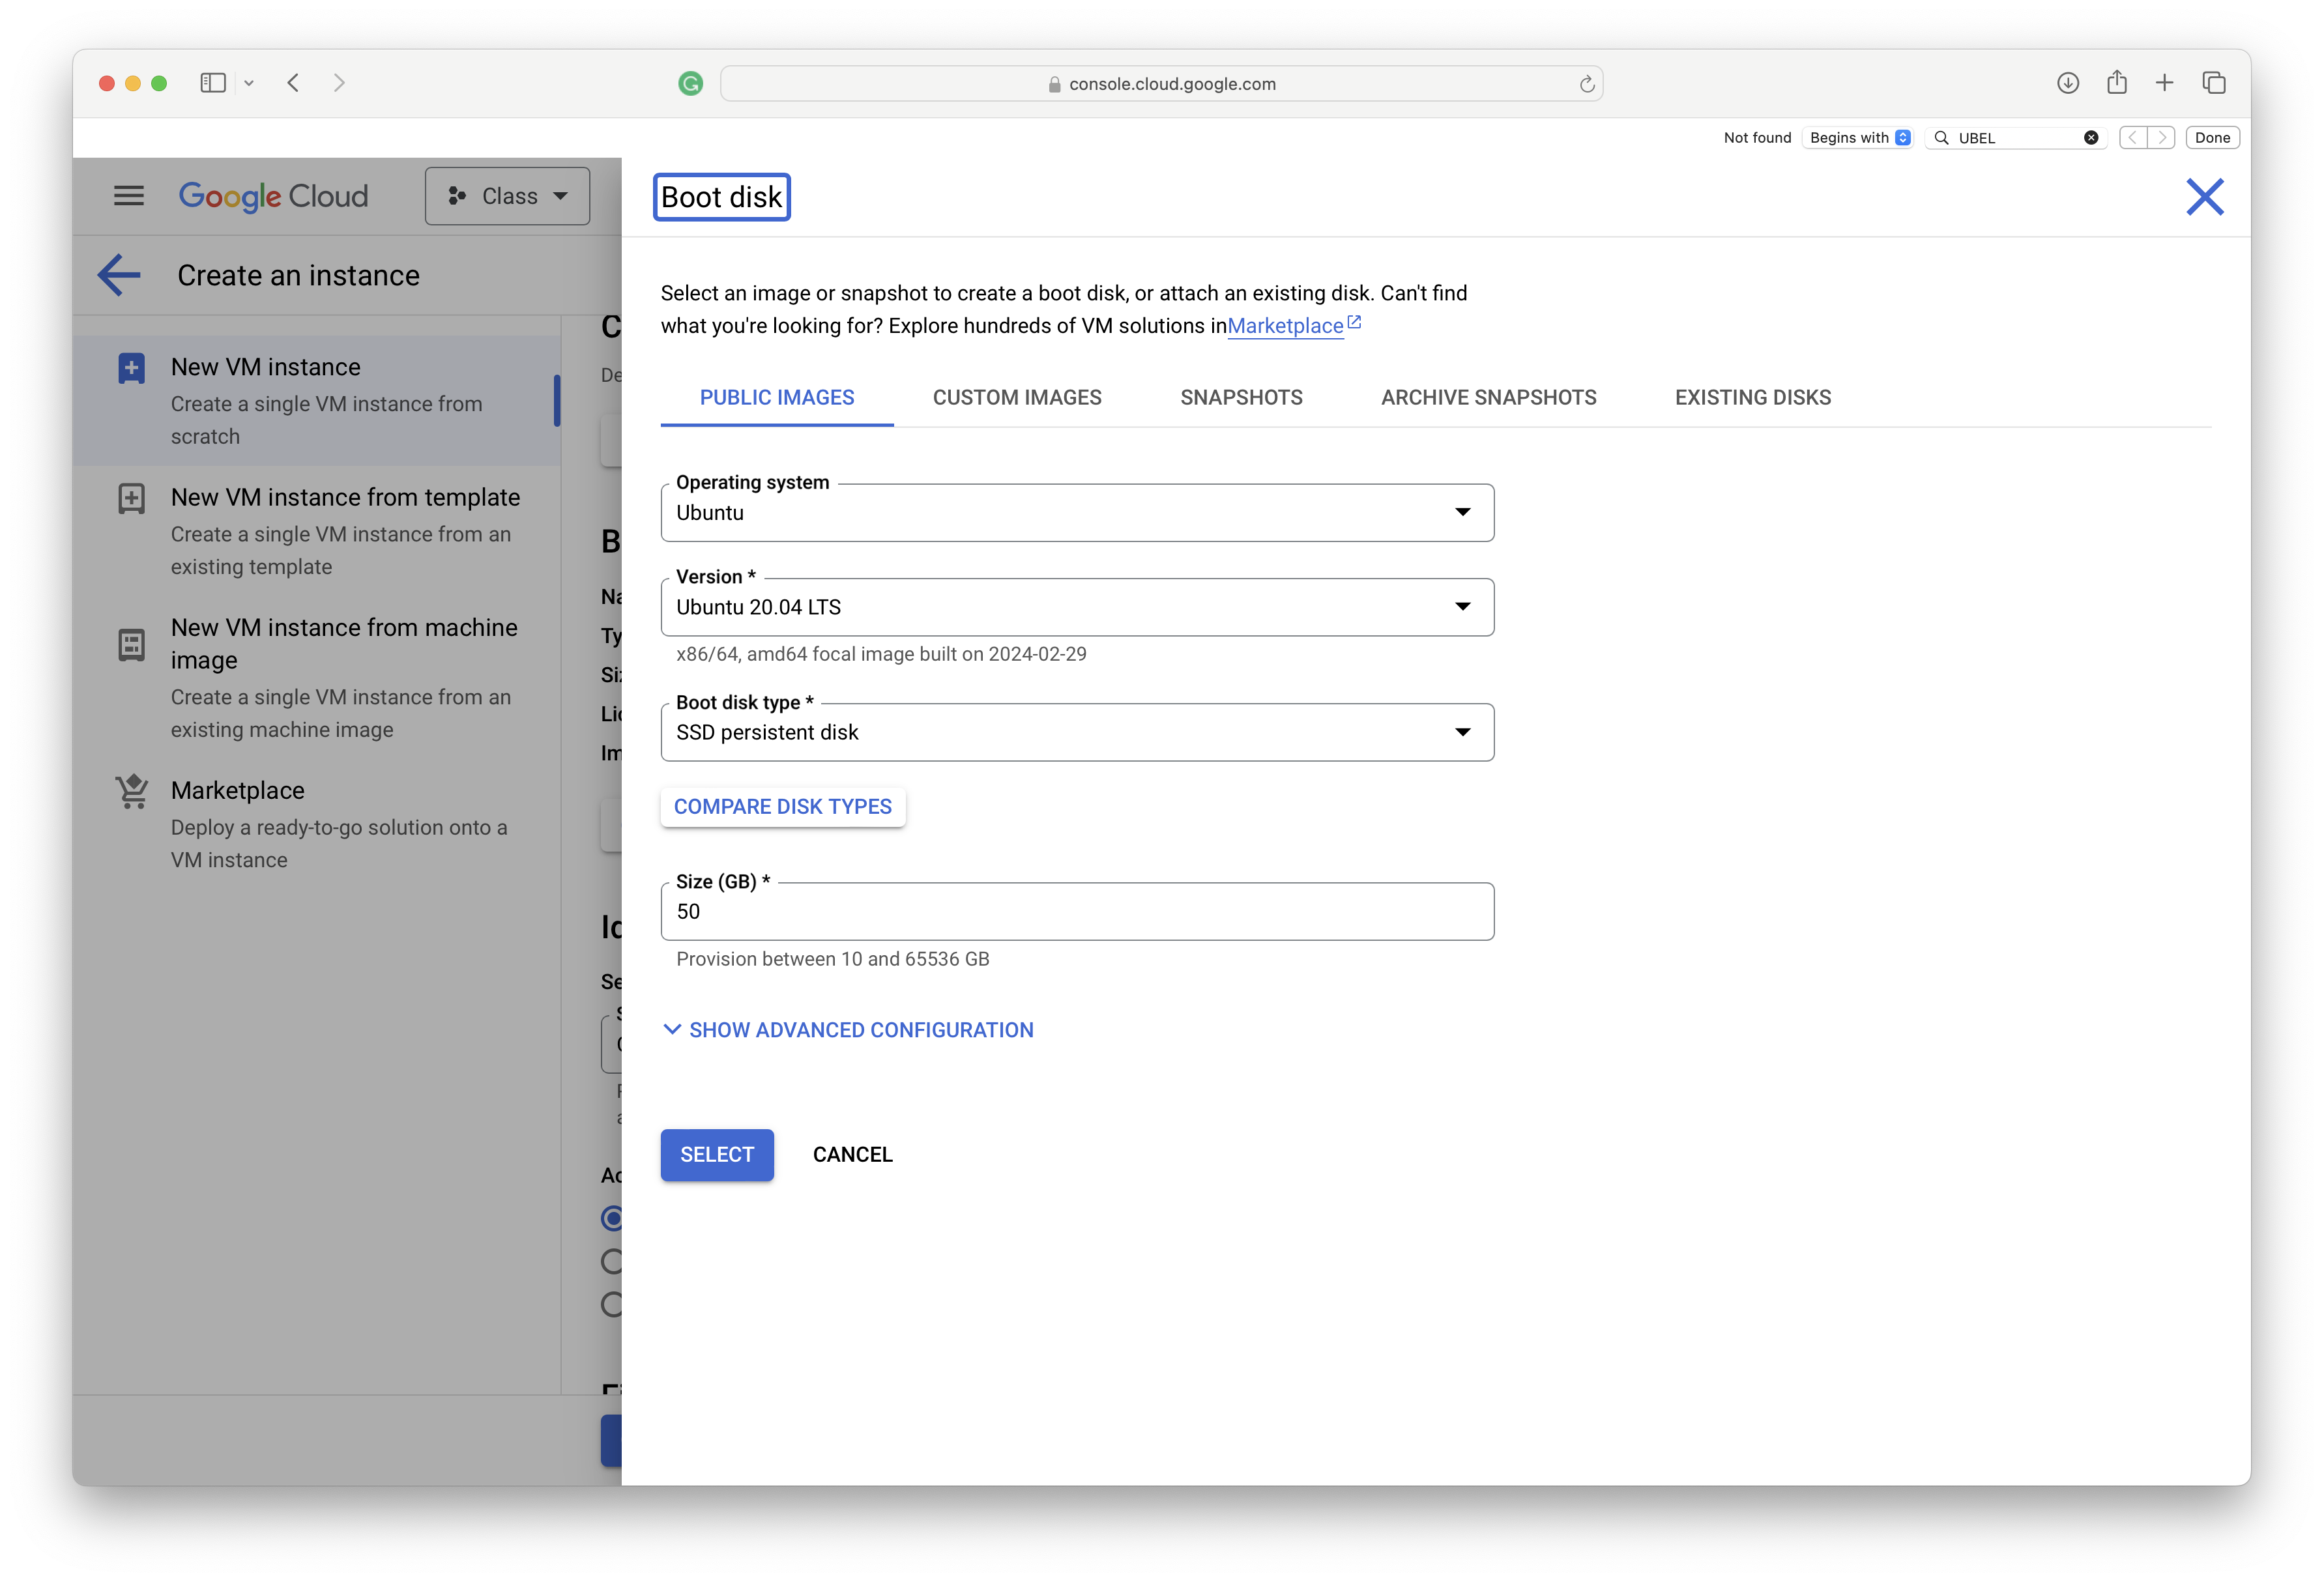 console.cloud.google.com
Not found
Begins with
UBEL
Done
Google Cloud
Class
Create an instance
New VM instance
Create a single VM instance from
scratch
New VM instance from template
Create a single VM instance from an
existing template
New VM instance from machine
image
Create a single VM instance from an
existing machine image
Marketplace
Deploy a ready-to-go solution onto a
VM instance
Boot disk
Select an image or snapshot to create a boot disk, or attach an existing disk. Can't find
what you're looking for? Explore hundreds of VM solutions inMarketplace
PUBLIC IMAGES
CUSTOM IMAGES
SNAPSHOTS
ARCHIVE SNAPSHOTS
EXISTING DISKS
Operating system
Ubuntu
Version *
Ubuntu 20.04 LTS
x86/64, amd64 focal image built on 2024-02-29
Boot disk type *
SSD persistent disk
COMPARE DISK TYPES
Size (GB) *
50
Provision between 10 and 65536 GB
SHOW ADVANCED CONFIGURATION
SELECT
CANCEL